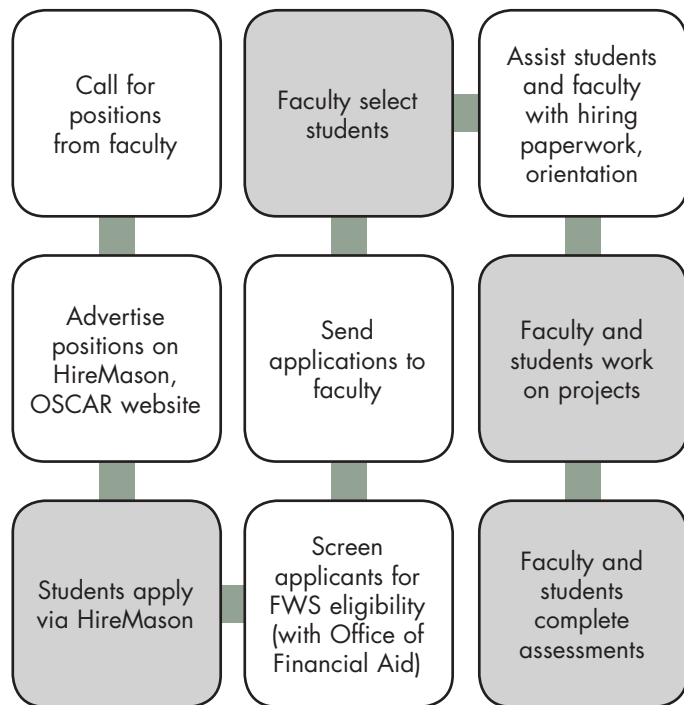 Call for
positions
from faculty
Advertise
positions on
HireMason,
OSCAR website
Students apply
via HireMason
Screen
applicants for
FWS eligibility
(with Office of
Financial Aid)
Send
applications to
faculty
Faculty select
students
Assist students
and faculty
with hiring
paperwork,
orientation
Faculty and
students work
on projects
Faculty and
students
complete
assessments